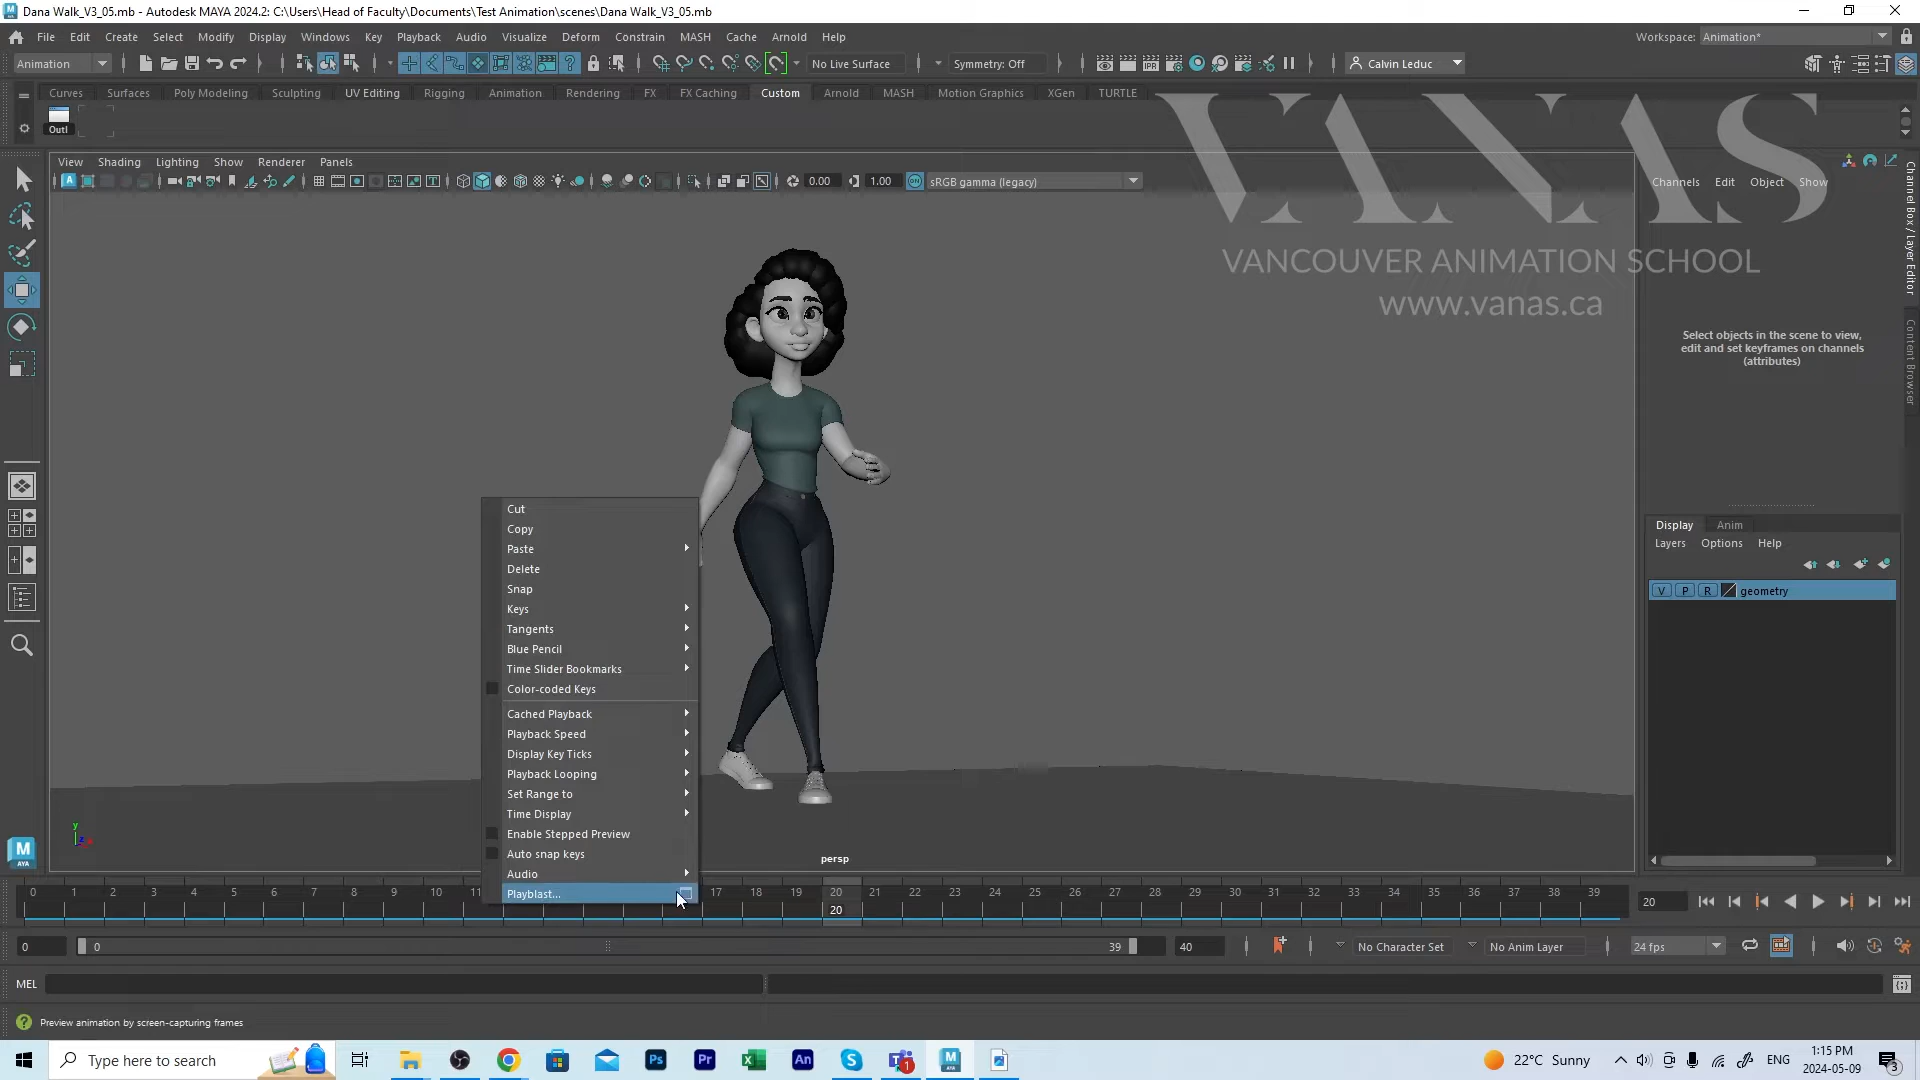 Dana Walk_V3_05.mb - Autodesk MAYA 2024.2: C:\Users\Head of Faculty\Documents\Test Animation\scenes\Dana Walk_V3_05.mb
File Edit Create Select Modify Display Windows Key Playback Audio Visualize Deform Constrain MASH Cache Arnold Help
Workspace: Animation*
Animation
No Live Surface
Symmetry: Off
Calvin Leduc
Curves Surfaces Poly Modeling Sculpting UV Editing Rigging Animation Rendering FX FX Caching Custom Arnold MASH Motion Graphics XGen TURTLE
Outl
VANAS
VANCOUVER ANIMATION SCHOOL
www.vanas.ca
View Shading Lighting Show Renderer Panels
0.00 1.00 sRGB gamma (legacy)
Channels Edit Object Show
Channel Box / Layer Editor
Content Browser
Select objects in the scene to view,
edit and set keyframes on channels
(attributes)
Cut
Copy
Paste
Delete
Snap
Keys
Tangents
Blue Pencil
Time Slider Bookmarks
Color-coded Keys
Cached Playback
Playback Speed
Display Key Ticks
Playback Looping
Set Range to
Time Display
Enable Stepped Preview
Auto snap keys
Audio
Playblast...
Display Anim
Layers Options Help
V P R geometry
y
persp
0 1 2 3 4 5 6 7 8 9 10 11 17 18 19 20 21 22 23 24 25 26 27 28 29 30 31 32 33 34 35 36 37 38 39
20
20
0 0 39 40
No Character Set
No Anim Layer
24 fps
MEL
Preview animation by screen-capturing frames
Type here to search
22°C Sunny
ENG
1:15 PM
2024-05-09